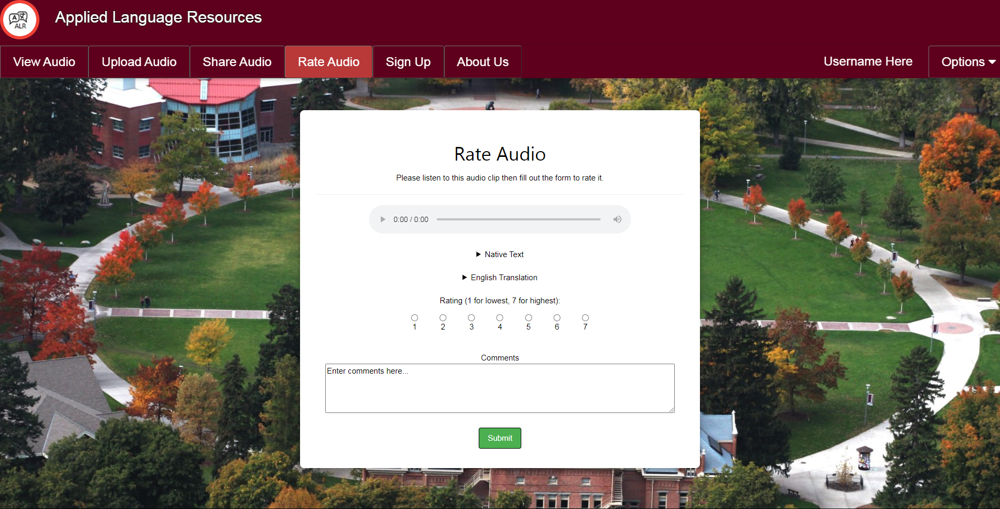 ALR
Applied Language Resources
View Audio
Upload Audio
Share Audio
Rate Audio
Sign Up
About Us
Username Here
Options
Rate Audio
Please listen to this audio clip then fill out the form to rate it.
0:00 / 0:00
Native Text
English Translation
Rating (1 for lowest, 7 for highest):
1 2 3 4 5 6 7
Comments
Enter comments here...
Submit